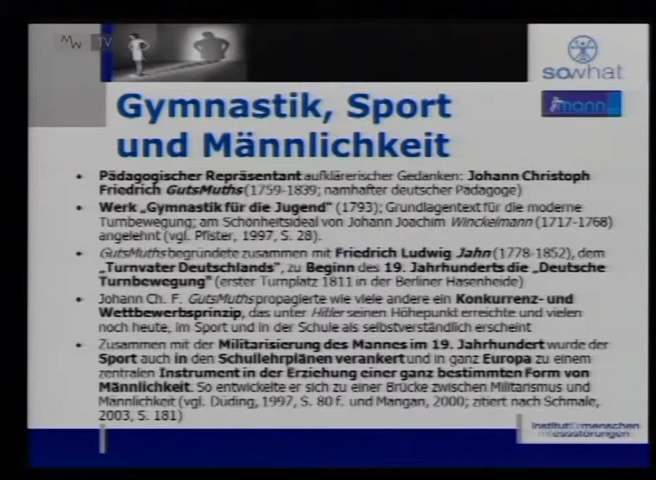 MW TV
sowhat
mann
Gymnastik, Sport
und Männlichkeit
• Pädagogischer Repräsentant aufklärerischer Gedanken: Johann Christoph
Friedrich GutsMuths (1759-1839; namhafter deutscher Pädagoge)
• Werk „Gymnastik für die Jugend" (1793); Grundlagentext für die moderne
Turnbewegung; am Schönheitsideal von Johann Joachim Winckelmann (1717-1768)
angelehnt (vgl. Pfister, 1997, S. 28).
• GutsMuths begründete zusammen mit Friedrich Ludwig Jahn (1778-1852), dem
„Turnvater Deutschlands", zu Beginn des 19. Jahrhunderts die „Deutsche
Turnbewegung" (erster Turnplatz 1811 in der Berliner Hasenheide)
• Johann Ch. F. GutsMuths propagierte wie viele andere ein Konkurrenz- und
Wettbewerbsprinzip, das unter Hitler seinen Höhepunkt erreichte und vielen
noch heute, im Sport und in der Schule als selbstverständlich erscheint
• Zusammen mit der Militarisierung des Mannes im 19. Jahrhundert wurde der
Sport auch in den Schullehrplänen verankert und in ganz Europa zu einem
zentralen Instrument in der Erziehung einer ganz bestimmten Form von
Männlichkeit. So entwickelte er sich zu einer Brücke zwischen Militarismus und
Männlichkeit (vgl. Düding, 1997, S. 80 f. und Mangan, 2000; zitiert nach Schmale,
2003, S. 181)
institut für menschen
mit essstörungen